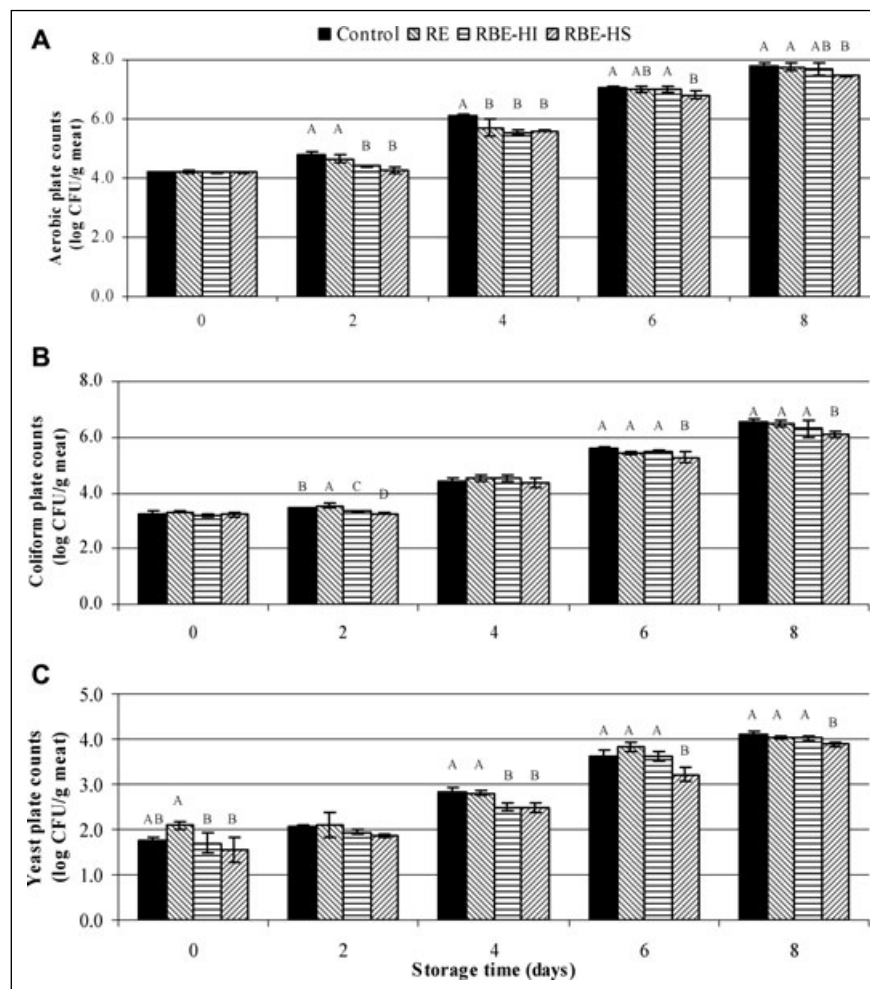 A
Control RE RBE-HI RBE-HS
Aerobic plate counts
(log CFU/g meat)
8.0
6.0
4.0
2.0
0.0
A A B B
A B B B
A AB A B
A A AB B
0 2 4 6 8
B
Coliform plate counts
(log CFU/g meat)
8.0
6.0
4.0
2.0
0.0
B A C D
A A A B
A A A B
0 2 4 6 8
C
Yeast plate counts
(log CFU/g meat)
5.0
4.0
3.0
2.0
1.0
0.0
AB A B B
A A B B
A A A B
A A A B
0 2 4 6 8
Storage time (days)